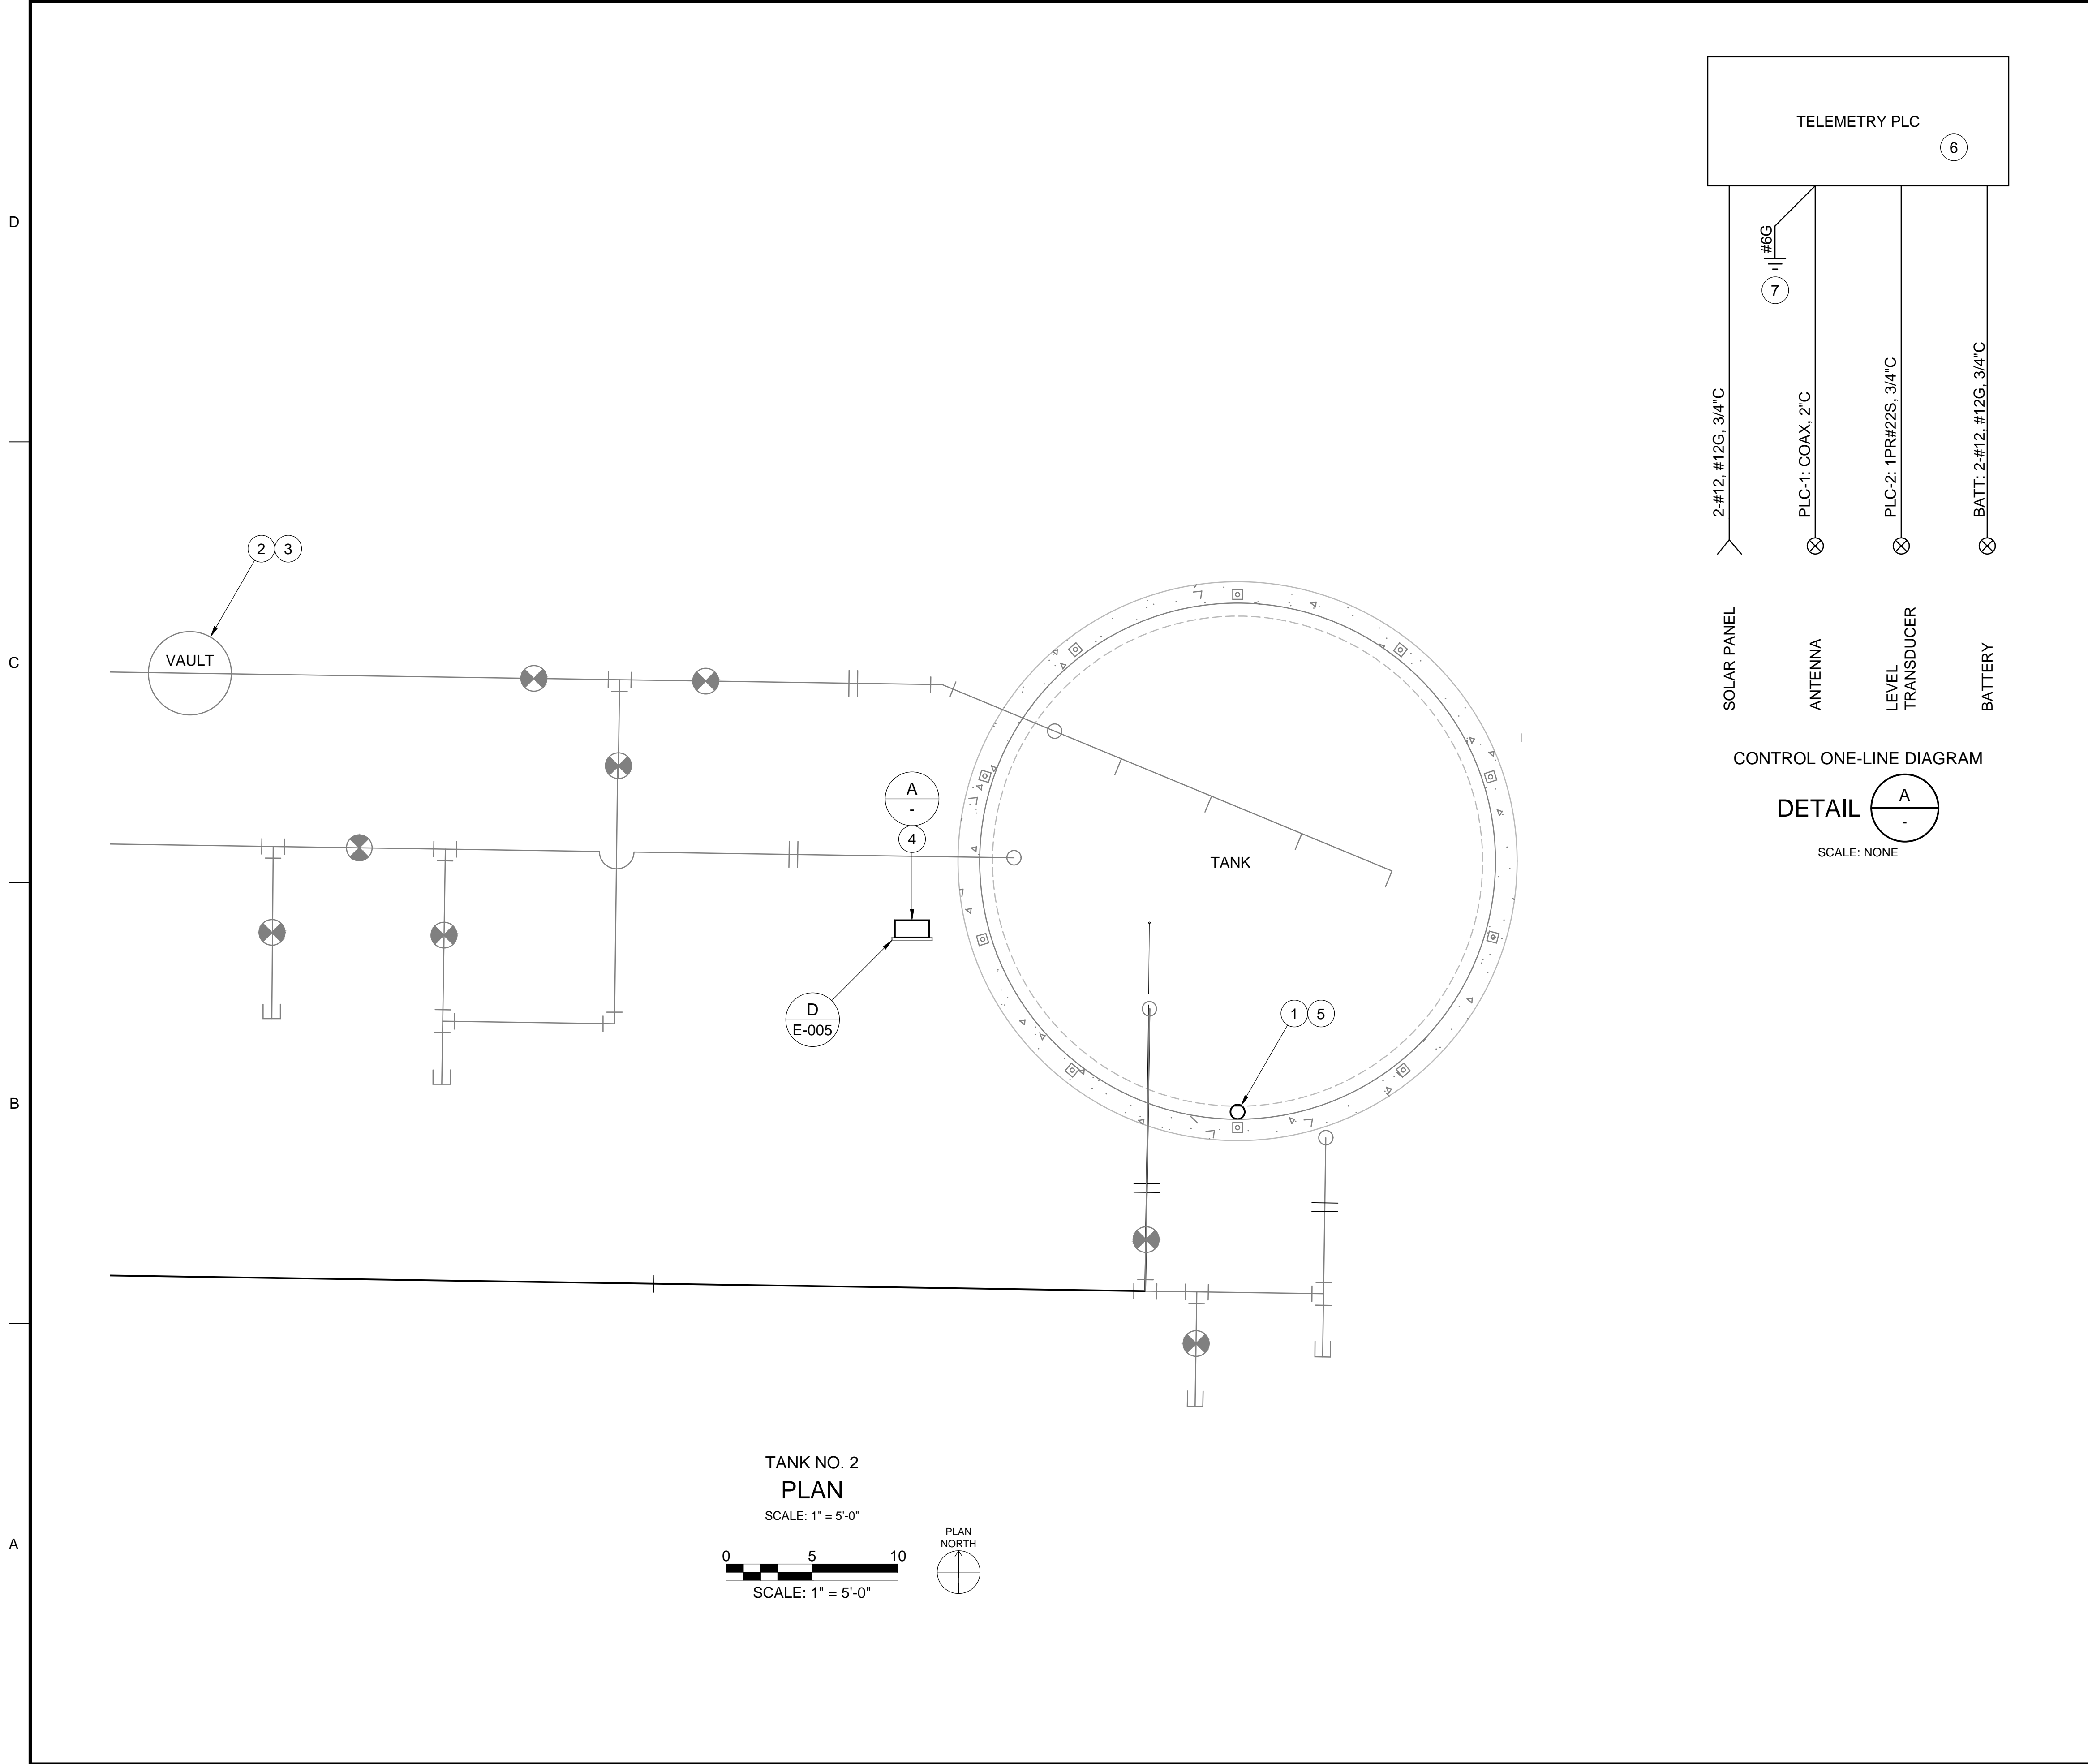 D
C
B
A
TELEMETRY PLC
6
#6G
7
2-#12, #12G, 3/4"C
PLC-1: COAX, 2"C
PLC-2: 1PR#22S, 3/4"C
BATT: 2-#12, #12G, 3/4"C
SOLAR PANEL
ANTENNA
LEVEL
TRANSDUCER
BATTERY
CONTROL ONE-LINE DIAGRAM
DETAIL
A
-
SCALE: NONE
2 3
VAULT
A
-
4
TANK
D
E-005
1 5
TANK NO. 2
PLAN
SCALE: 1" = 5'-0"
0 5 10
SCALE: 1" = 5'-0"
PLAN
NORTH